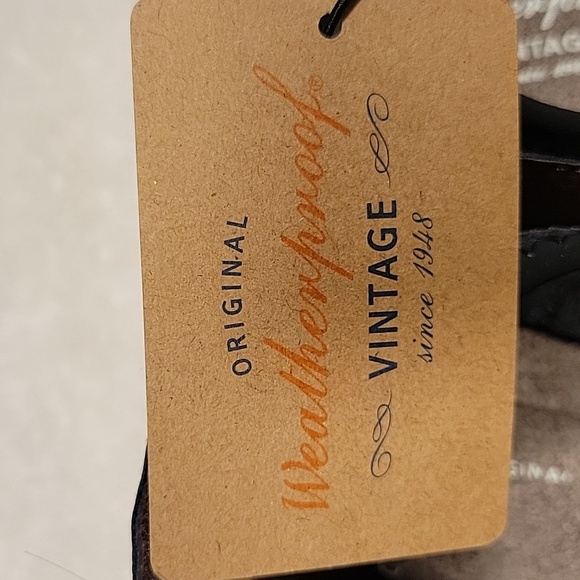 ORIGINAL
Weatherproof®
VINTAGE
since 1948